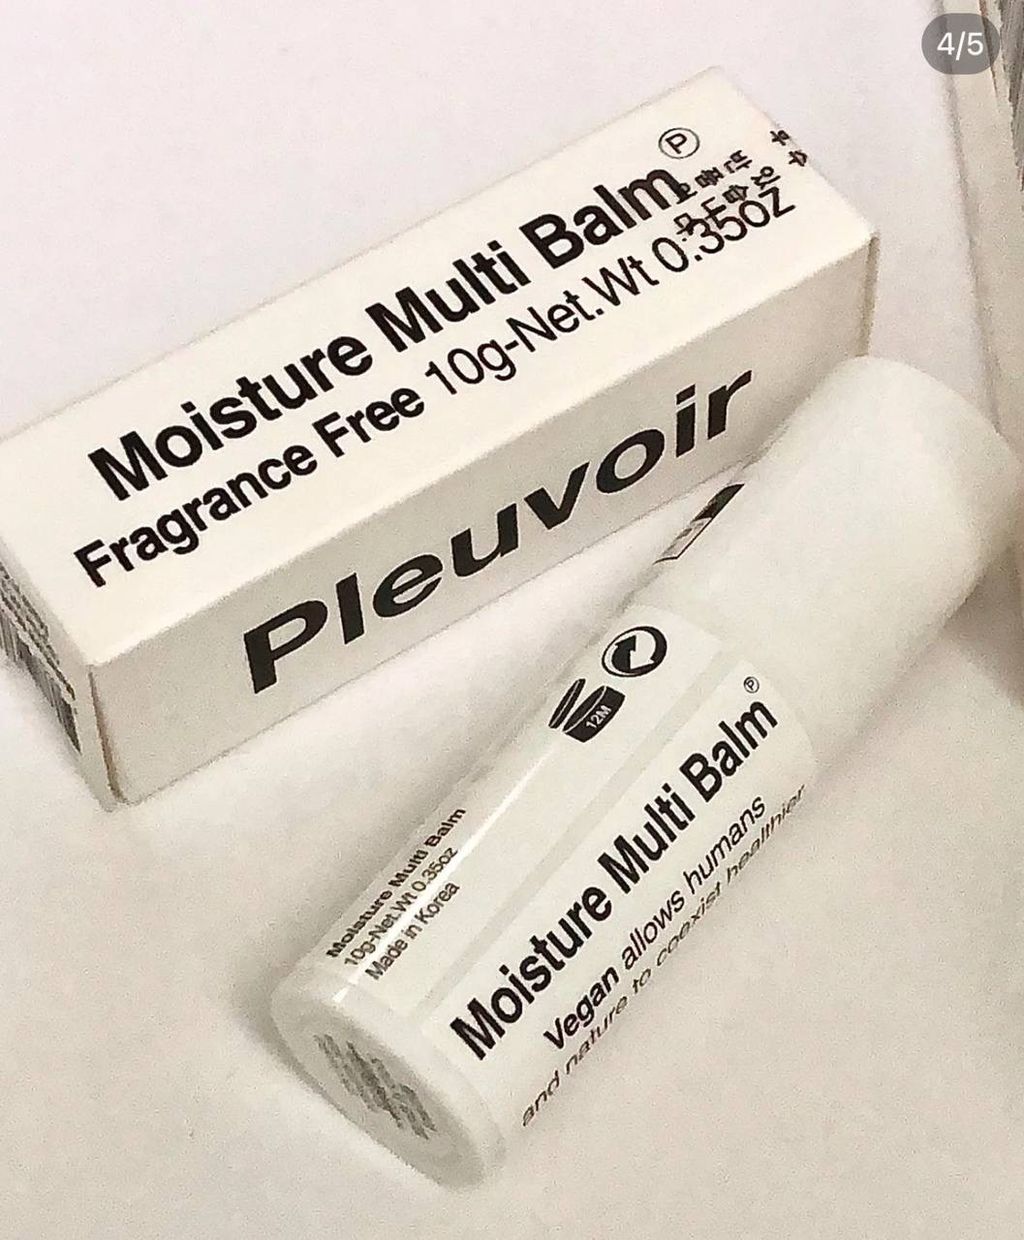 4/5
Moisture Multi Balm Ⓟ
Fragrance Free 10g-Net.Wt 0.35oz
Pleuvoir
12M
Moisture Multi Balm
10g-Net.Wt 0.35oz
Made in Korea
Moisture Multi Balm Ⓟ
Vegan allows humans
and nature to coexist healthier